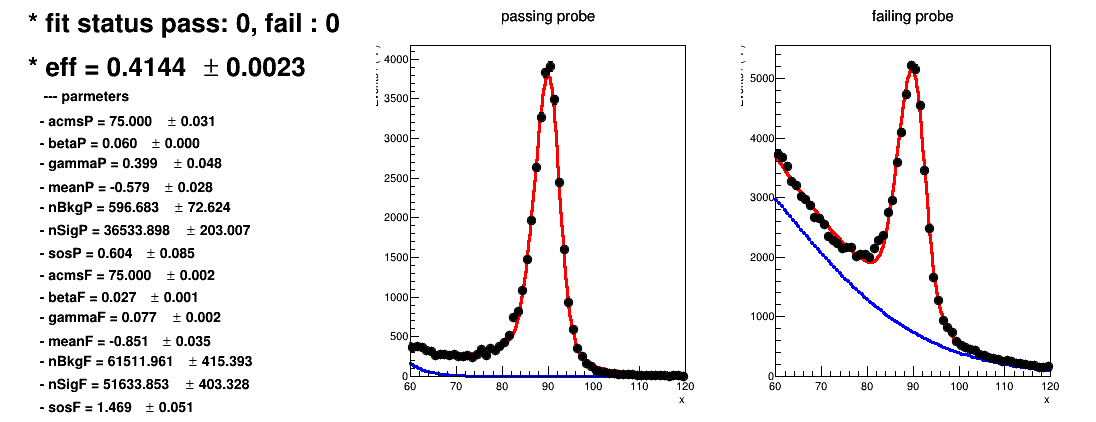 * fit status pass: 0, fail : 0
* eff = 0.4144 ± 0.0023
--- parmeters
- acmsP = 75.000 ± 0.031
- betaP = 0.060 ± 0.000
- gammaP = 0.399 ± 0.048
- meanP = -0.579 ± 0.028
- nBkgP = 596.683 ± 72.624
- nSigP = 36533.898 ± 203.007
- sosP = 0.604 ± 0.085
- acmsF = 75.000 ± 0.002
- betaF = 0.027 ± 0.001
- gammaF = 0.077 ± 0.002
- meanF = -0.851 ± 0.035
- nBkgF = 61511.961 ± 415.393
- nSigF = 51633.853 ± 403.328
- sosF = 1.469 ± 0.051
passing probe
4000
3500
3000
2500
2000
1500
1000
500
0
60 70 80 90 100 110 120
x
failing probe
5000
4000
3000
2000
1000
0
60 70 80 90 100 110 120
x